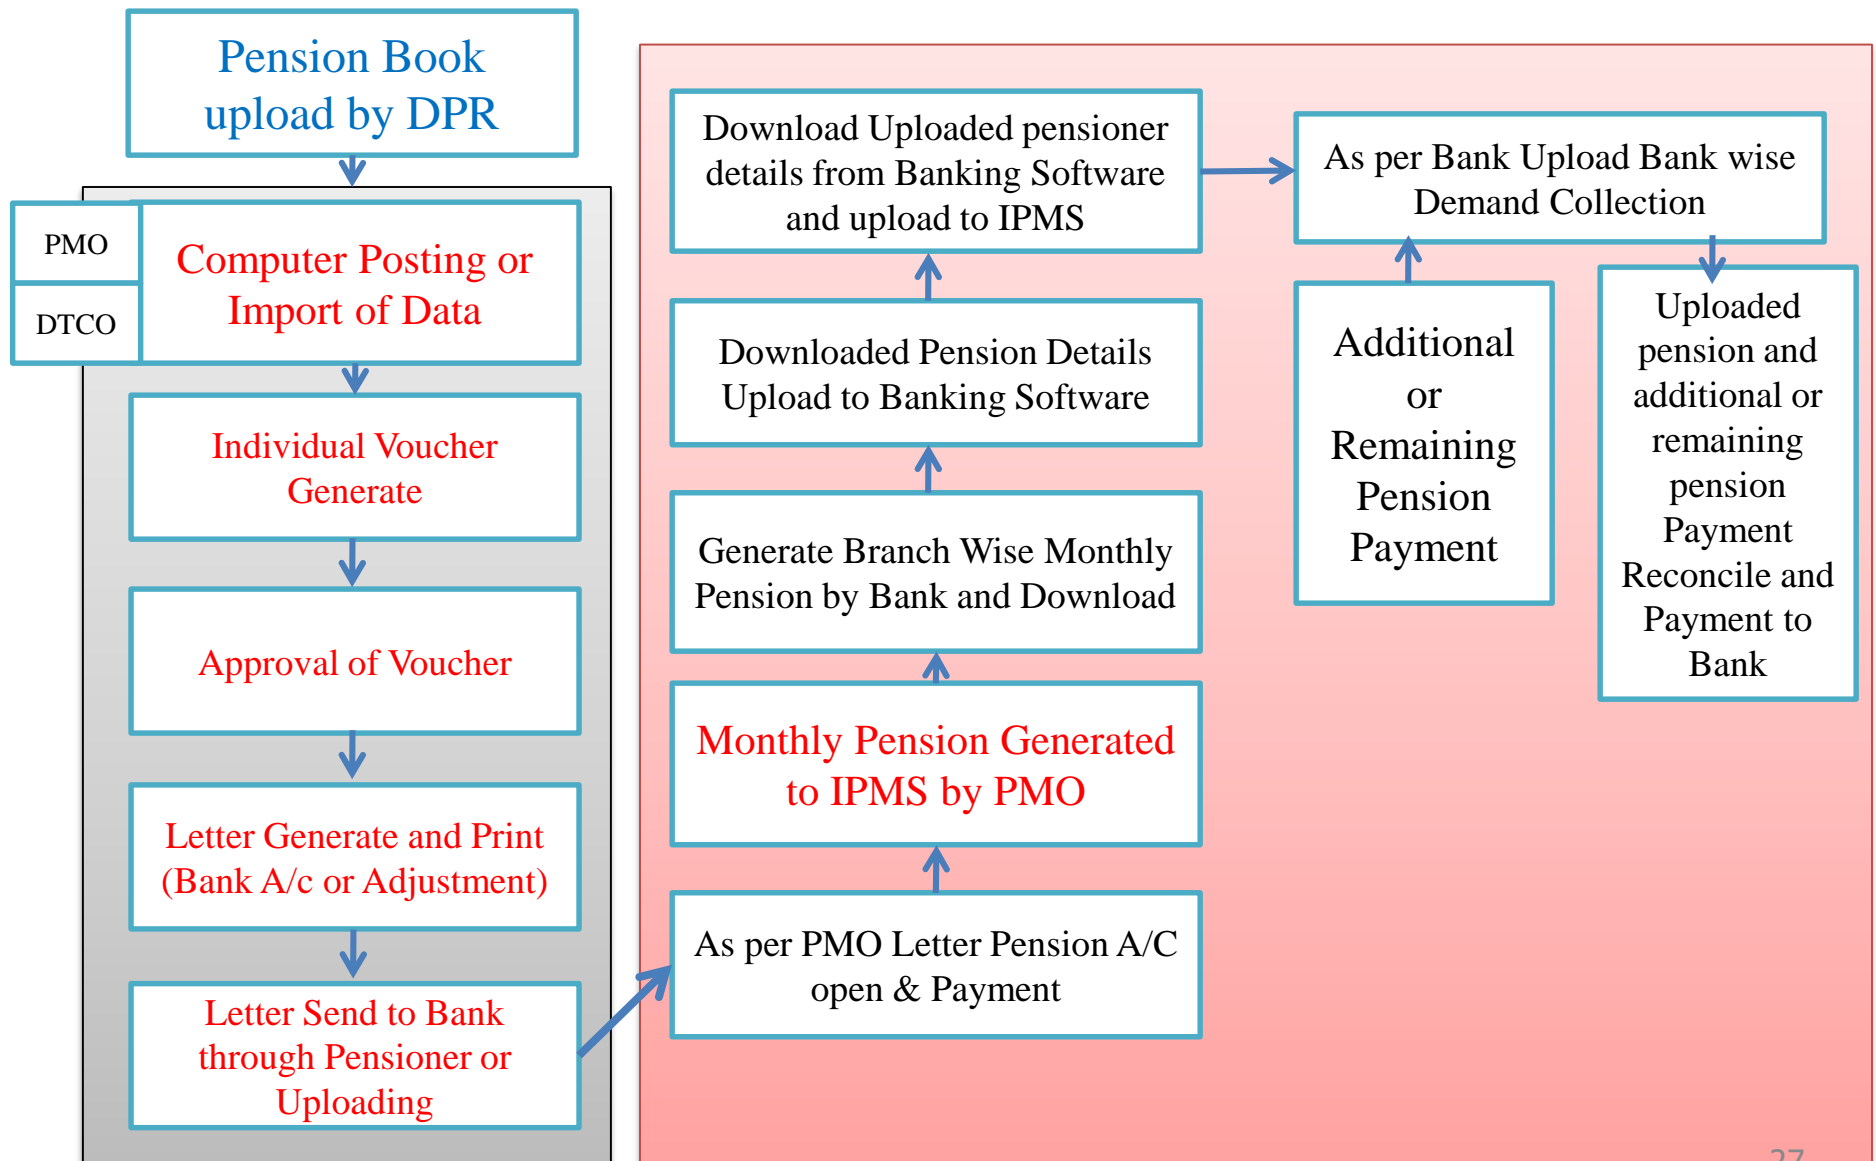 Pension Book
upload by DPR
PMO
DTCO
Computer Posting or
Import of Data
Individual Voucher
Generate
Approval of Voucher
Letter Generate and Print
(Bank A/c or Adjustment)
Letter Send to Bank
through Pensioner or
Uploading
As per PMO Letter Pension A/C
open & Payment
Monthly Pension Generated
to IPMS by PMO
Generate Branch Wise Monthly
Pension by Bank and Download
Downloaded Pension Details
Upload to Banking Software
Download Uploaded pensioner
details from Banking Software
and upload to IPMS
As per Bank Upload Bank wise
Demand Collection
Additional
or
Remaining
Pension
Payment
Uploaded
pension and
additional or
remaining
pension
Payment
Reconcile and
Payment to
Bank
27